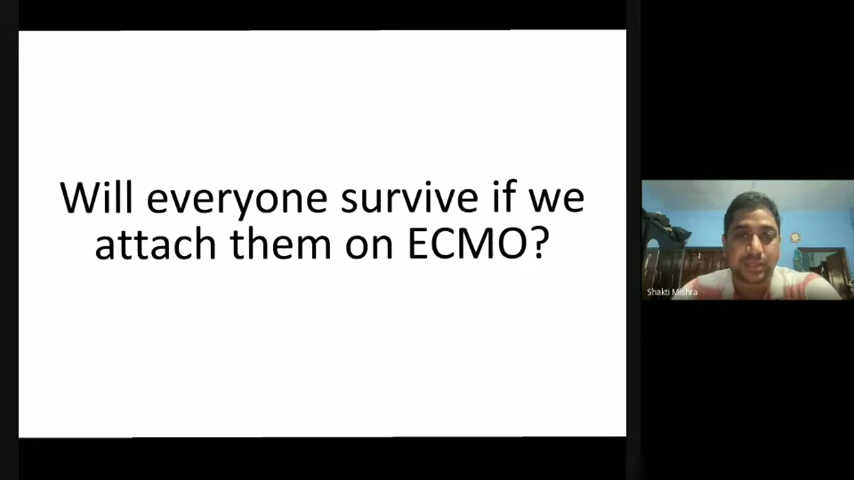 Will everyone survive if we
attach them on ECMO?
Shakti Mishra